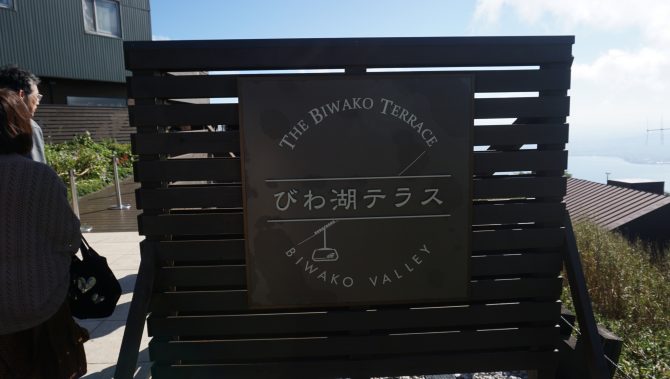 THE BIWAKO TERRACE
びわ湖テラス
BIWAKO VALLEY